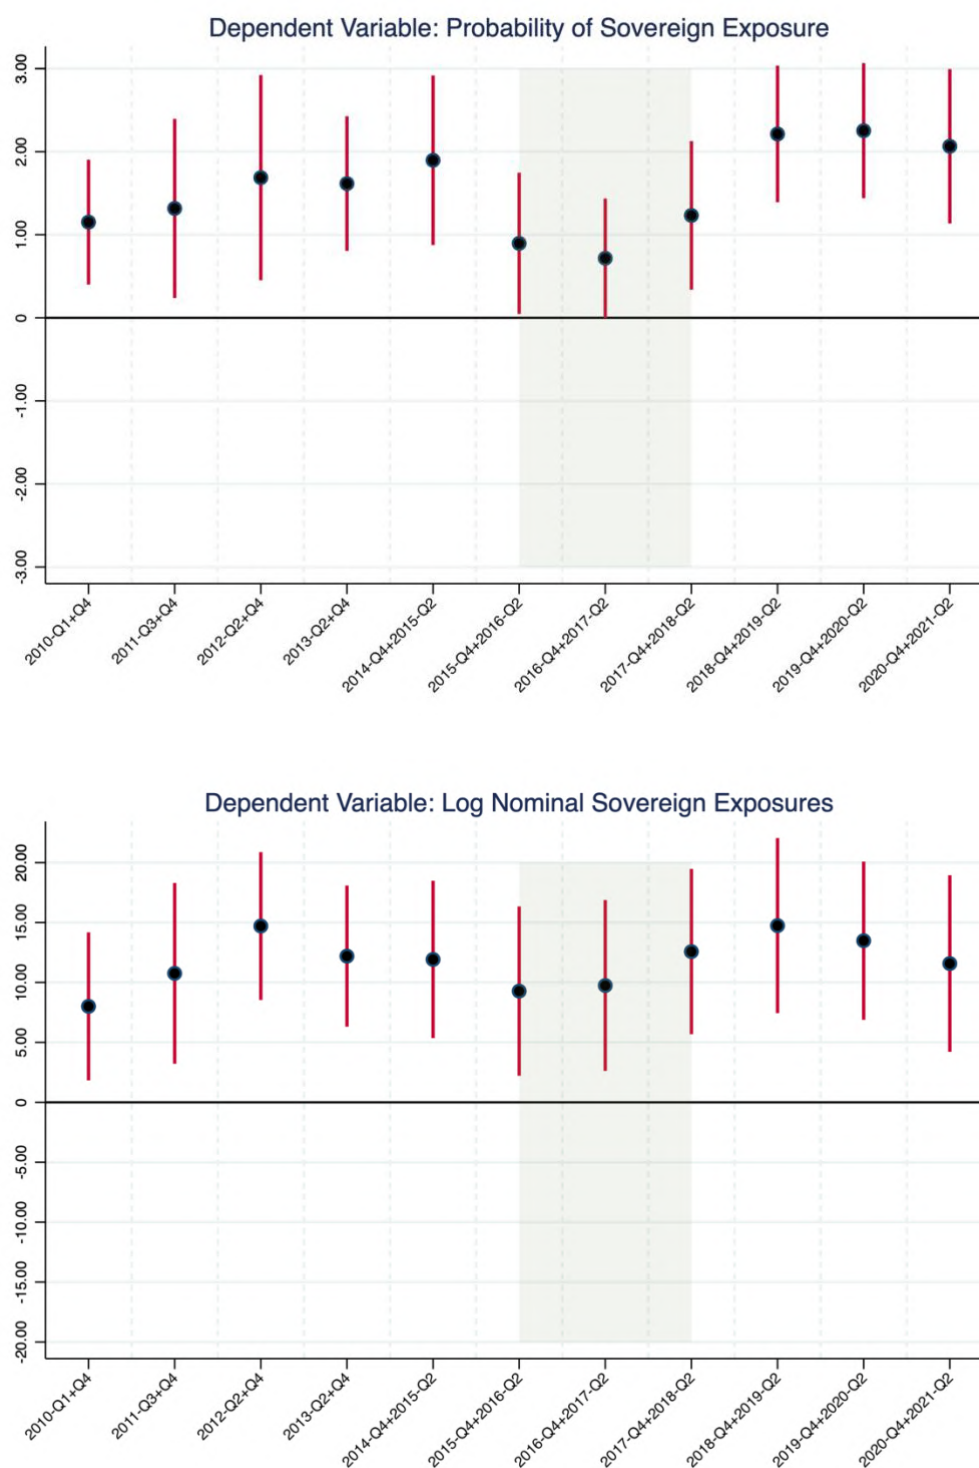 Dependent Variable: Probability of Sovereign Exposure
3.00
2.00
1.00
0
-1.00
-2.00
-3.00
2010-Q1+Q4
2011-Q3+Q4
2012-Q2+Q4
2013-Q2+Q4
2014-Q4+2015-Q2
2015-Q4+2016-Q2
2016-Q4+2017-Q2
2017-Q4+2018-Q2
2018-Q4+2019-Q2
2019-Q4+2020-Q2
2020-Q4+2021-Q2
Dependent Variable: Log Nominal Sovereign Exposures
20.00
15.00
10.00
5.00
0
-5.00
-10.00
-15.00
-20.00
2010-Q1+Q4
2011-Q3+Q4
2012-Q2+Q4
2013-Q2+Q4
2014-Q4+2015-Q2
2015-Q4+2016-Q2
2016-Q4+2017-Q2
2017-Q4+2018-Q2
2018-Q4+2019-Q2
2019-Q4+2020-Q2
2020-Q4+2021-Q2